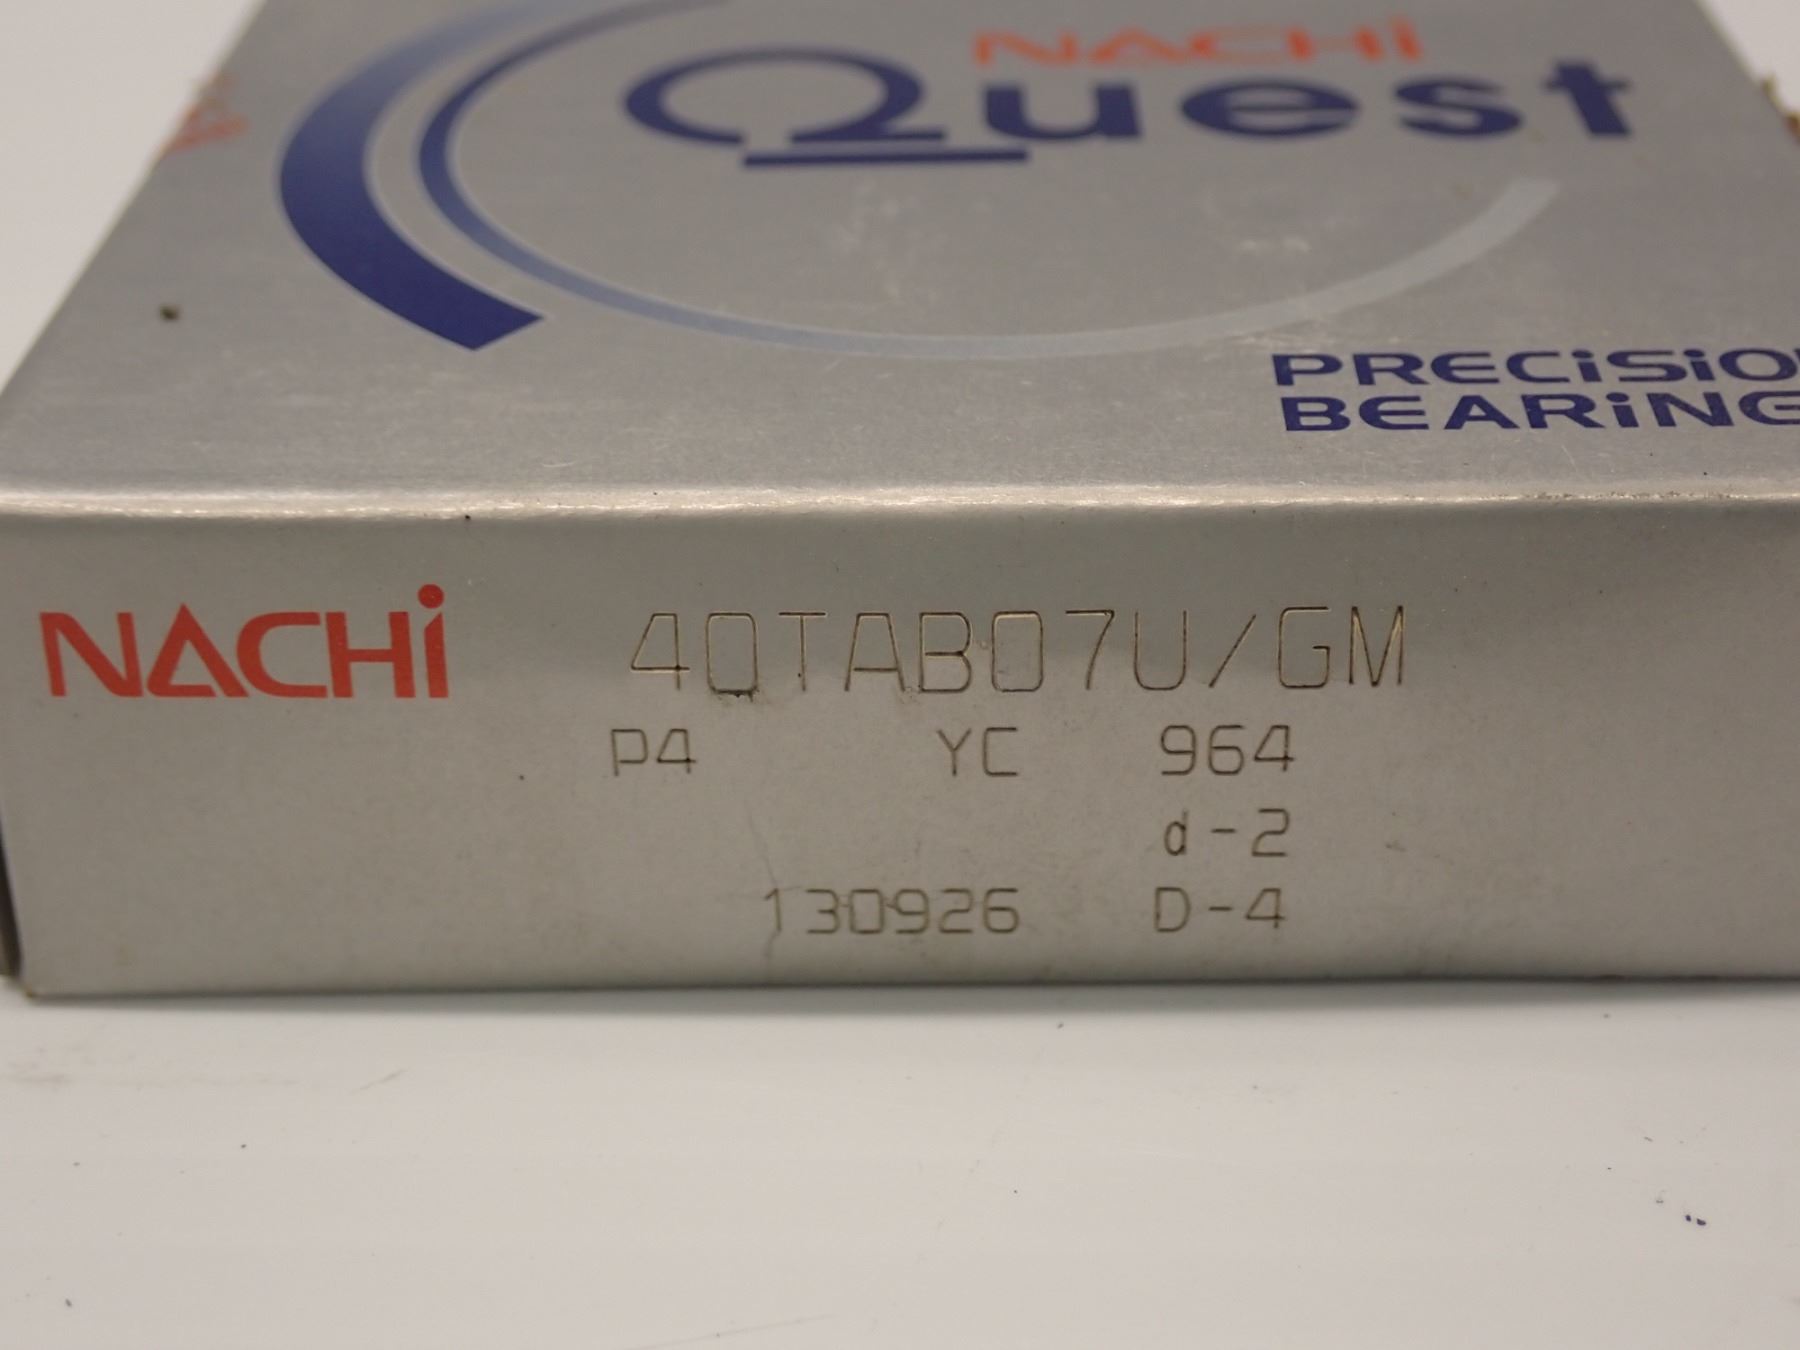 NACHi
Quest
PRECiSiO
BEARiNG
NACHi 40TAB07U/GM
P4 YC 964
d-2
130926 D-4